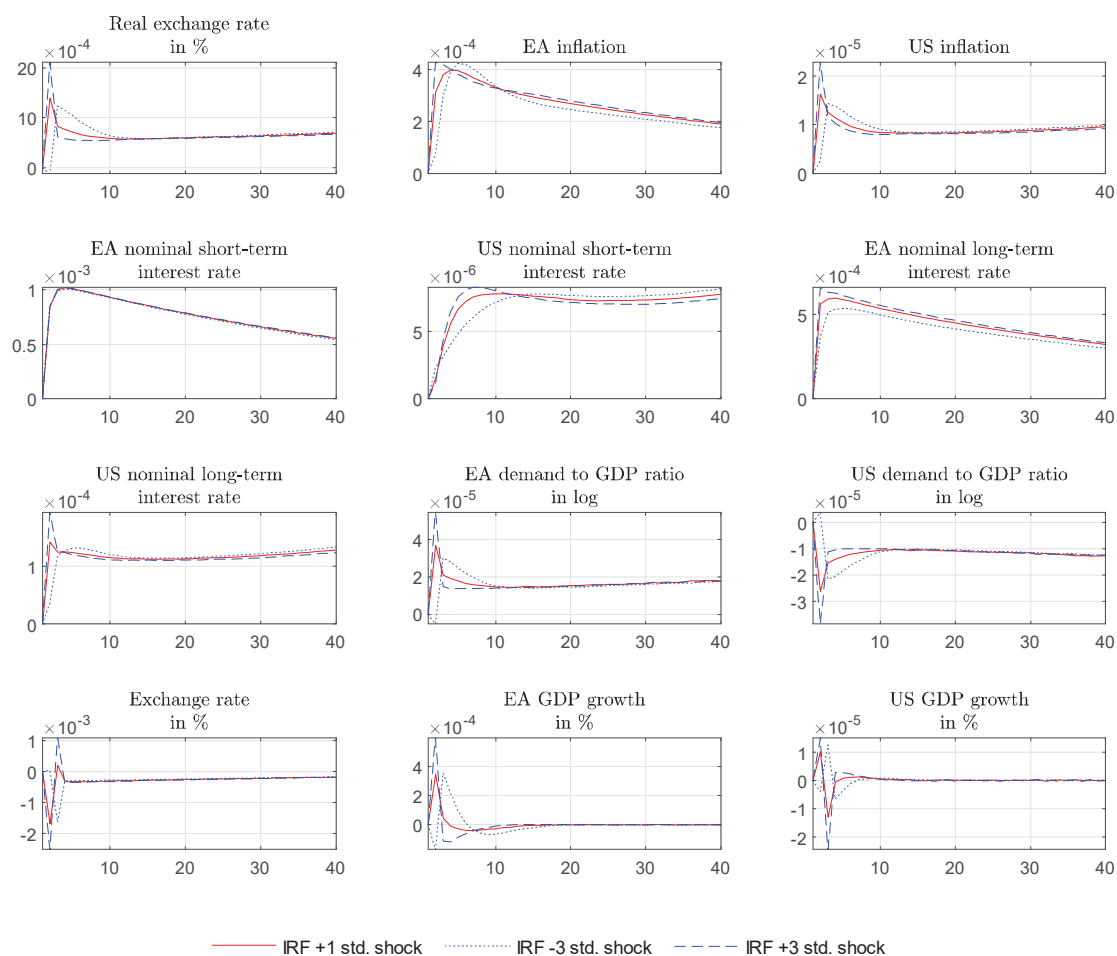 Real exchange rate
in %
×10⁻⁴
20
10
0
10 20 30 40
EA inflation
×10⁻⁴
4
2
0
10 20 30 40
US inflation
×10⁻⁵
2
1
0
10 20 30 40
EA nominal short-term
interest rate
×10⁻³
1
0.5
0
10 20 30 40
US nominal short-term
interest rate
×10⁻⁶
5
0
10 20 30 40
EA nominal long-term
interest rate
×10⁻⁴
5
0
10 20 30 40
US nominal long-term
interest rate
×10⁻⁴
1
0
10 20 30 40
EA demand to GDP ratio
in log
×10⁻⁵
4
2
0
10 20 30 40
US demand to GDP ratio
in log
×10⁻⁵
0
-1
-2
-3
10 20 30 40
Exchange rate
in %
×10⁻³
1
0
-1
-2
10 20 30 40
EA GDP growth
in %
×10⁻⁴
4
2
0
10 20 30 40
US GDP growth
in %
×10⁻⁵
1
0
-1
-2
10 20 30 40
IRF +1 std. shock IRF -3 std. shock IRF +3 std. shock